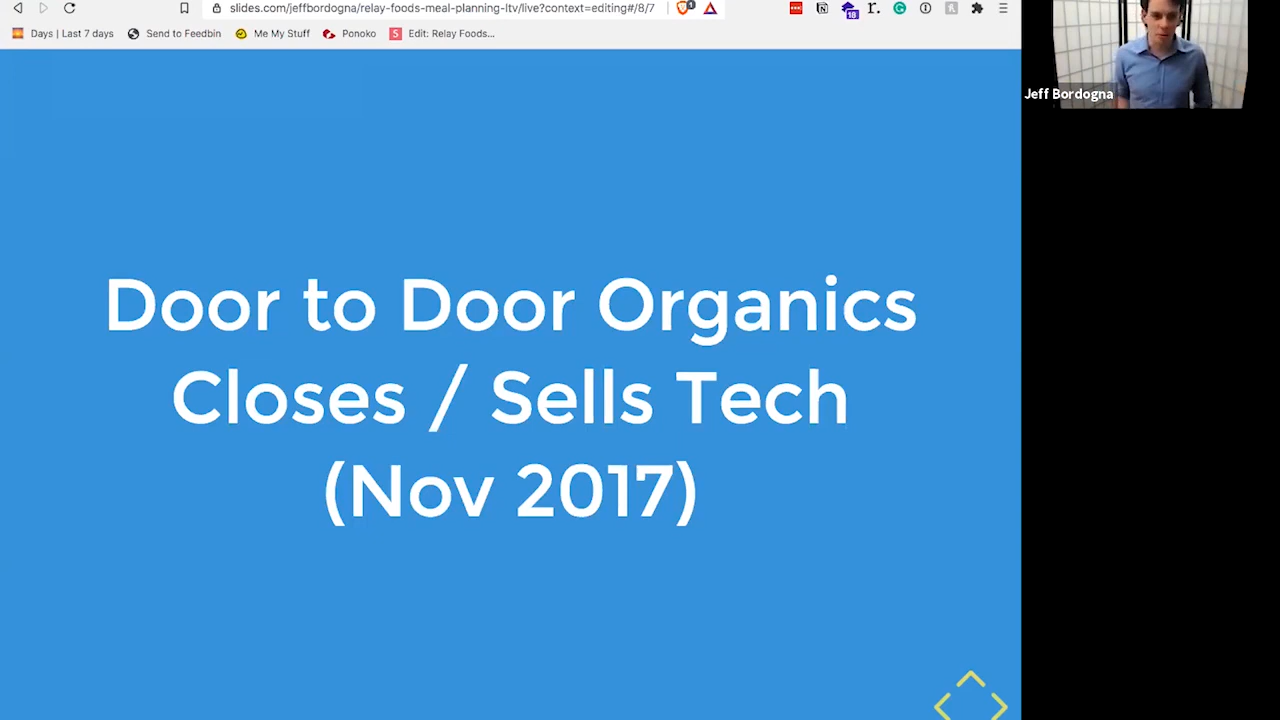 slides.com/jeffbordogna/relay-foods-meal-planning-ltv/live?context=editing#/8/7
1
18
r.
Days | Last 7 days
Send to Feedbin
Me My Stuff
Ponoko
S
Edit: Relay Foods...
Jeff Bordogna
Door to Door Organics
Closes / Sells Tech
(Nov 2017)